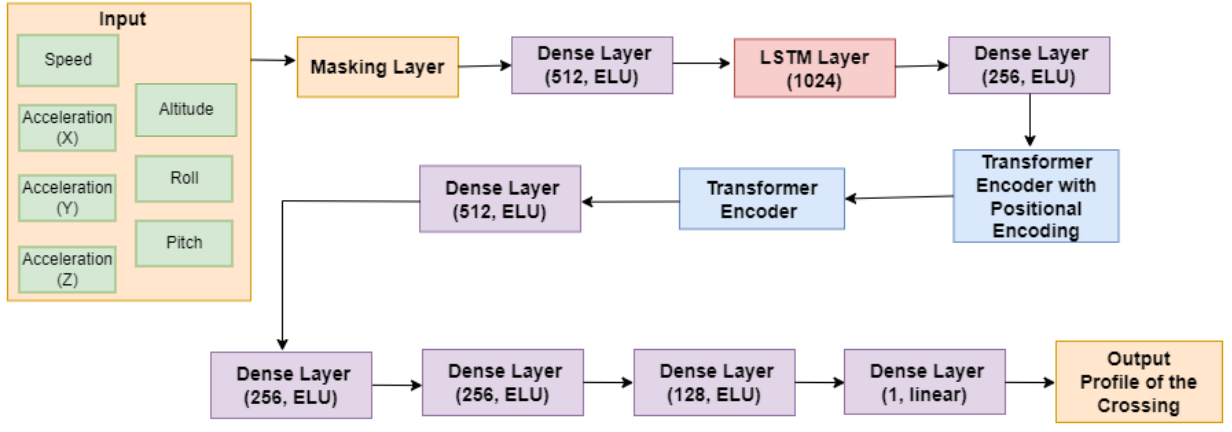 Input
Speed
Acceleration
(X)
Acceleration
(Y)
Acceleration
(Z)
Altitude
Roll
Pitch
Masking Layer
Dense Layer
(512, ELU)
LSTM Layer
(1024)
Dense Layer
(256, ELU)
Transformer
Encoder with
Positional
Encoding
Transformer
Encoder
Dense Layer
(512, ELU)
Dense Layer
(256, ELU)
Dense Layer
(256, ELU)
Dense Layer
(128, ELU)
Dense Layer
(1, linear)
Output
Profile of the
Crossing